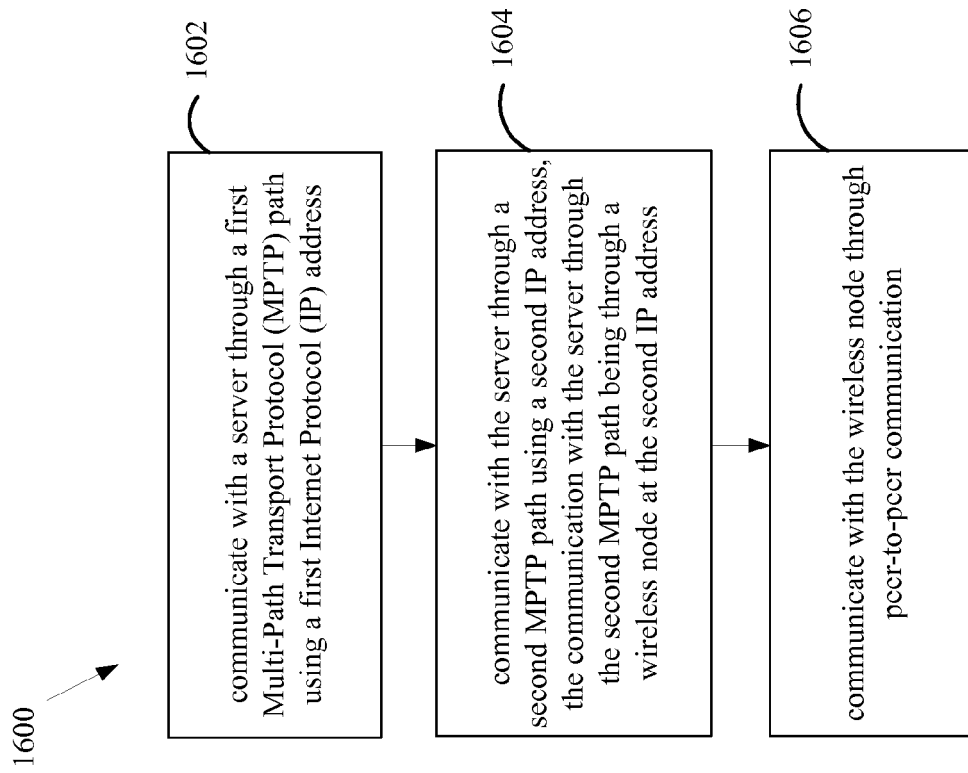 1600
1602
communicate with a server through a first
Multi-Path Transport Protocol (MPTP) path
using a first Internet Protocol (IP) address
1604
communicate with the server through a
second MPTP path using a second IP address,
the communication with the server through
the second MPTP path being through a
wireless node at the second IP address
1606
communicate with the wireless node through
peer-to-peer communication